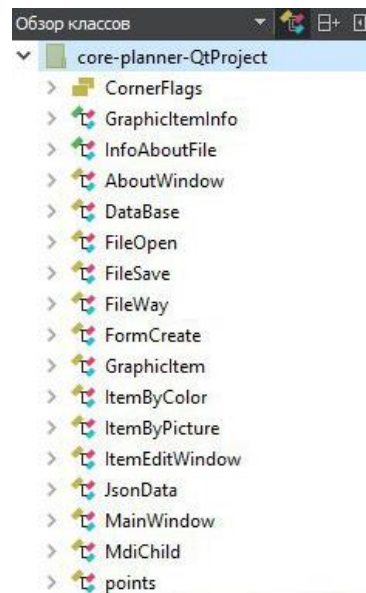 Обзор классов
core-planner-QtProject
CornerFlags
GraphicItemInfo
InfoAboutFile
AboutWindow
DataBase
FileOpen
FileSave
FileWay
FormCreate
GraphicItem
ItemByColor
ItemByPicture
ItemEditWindow
JsonData
MainWindow
MdiChild
points